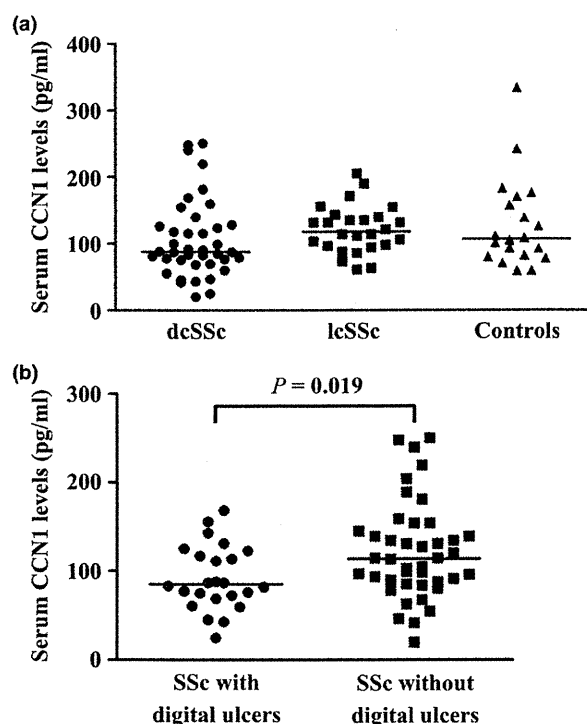 (a)
Serum CCN1 levels (pg/ml)
400
300
200
100
0
dcSSc lcSSc Controls
(b)
P = 0.019
Serum CCN1 levels (pg/ml)
300
200
100
0
SSc with SSc without
digital ulcers digital ulcers